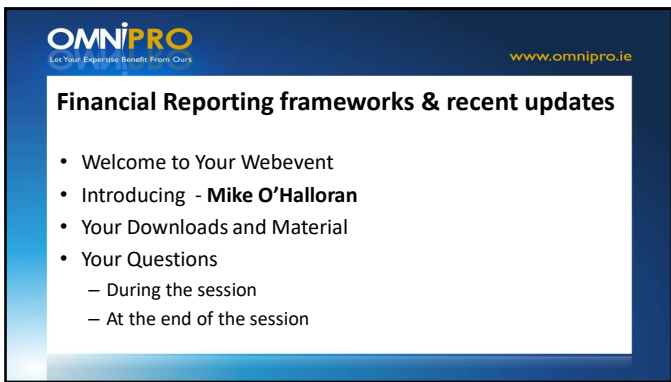 OMNiPRO
Let Your Expertise Benefit From Ours
www.omnipro.ie
Financial Reporting frameworks & recent updates
• Welcome to Your Webevent
• Introducing - Mike O'Halloran
• Your Downloads and Material
• Your Questions
– During the session
– At the end of the session